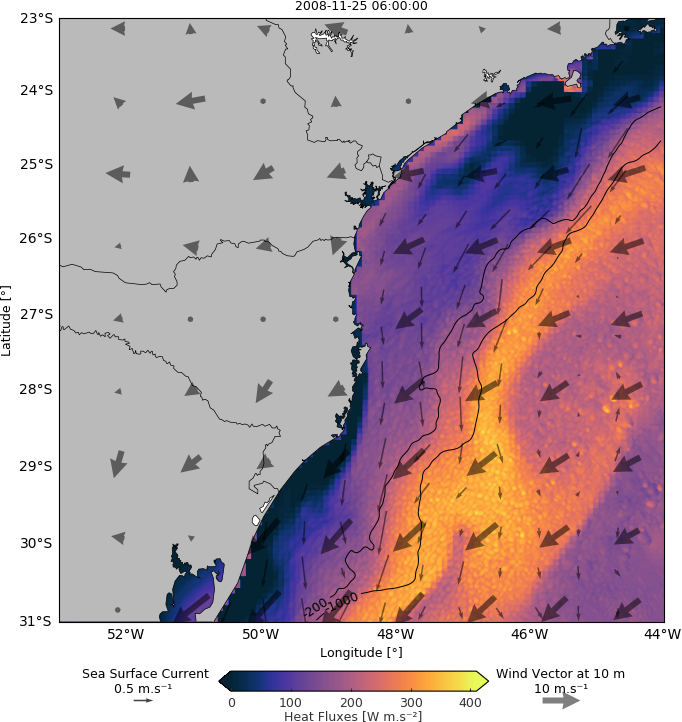 2008-11-25 06:00:00
23°S
24°S
25°S
26°S
27°S
28°S
29°S
30°S
31°S
Latitude [°]
-200
-1000
52°W 50°W 48°W 46°W 44°W
Longitude [°]
Sea Surface Current
0.5 m.s⁻¹
Wind Vector at 10 m
10 m.s⁻¹
0 100 200 300 400
Heat Fluxes [W m.s⁻²]